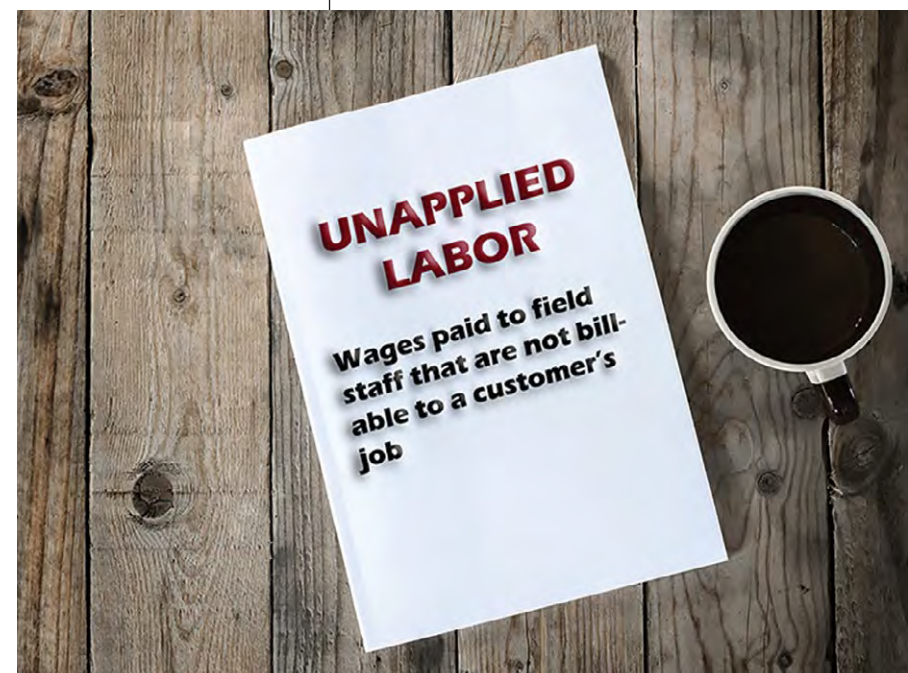 UNAPPLIED
LABOR
Wages paid to field
staff that are not bill-
able to a customer's
job